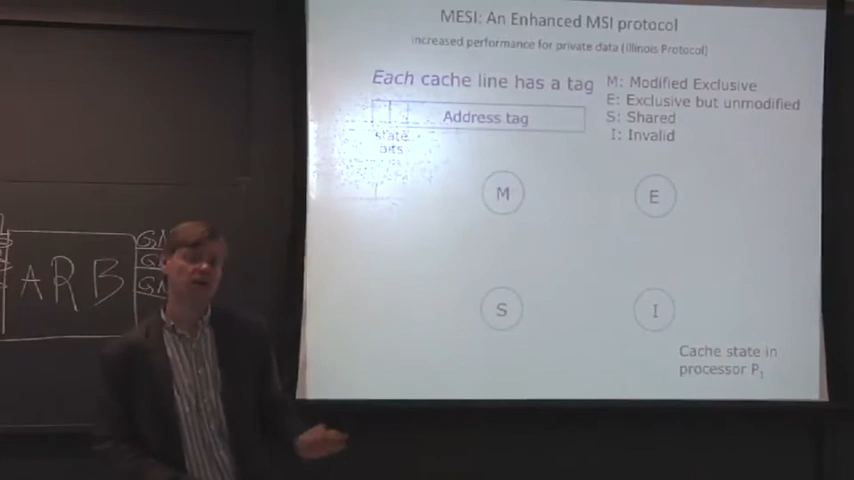 MESI: An Enhanced MSI protocol
increased performance for private data (Illinois Protocol)
Each cache line has a tag
M: Modified Exclusive
E: Exclusive but unmodified
S: Shared
I: Invalid
Address tag
state
bits
M
E
S
I
Cache state in
processor P1
ARB